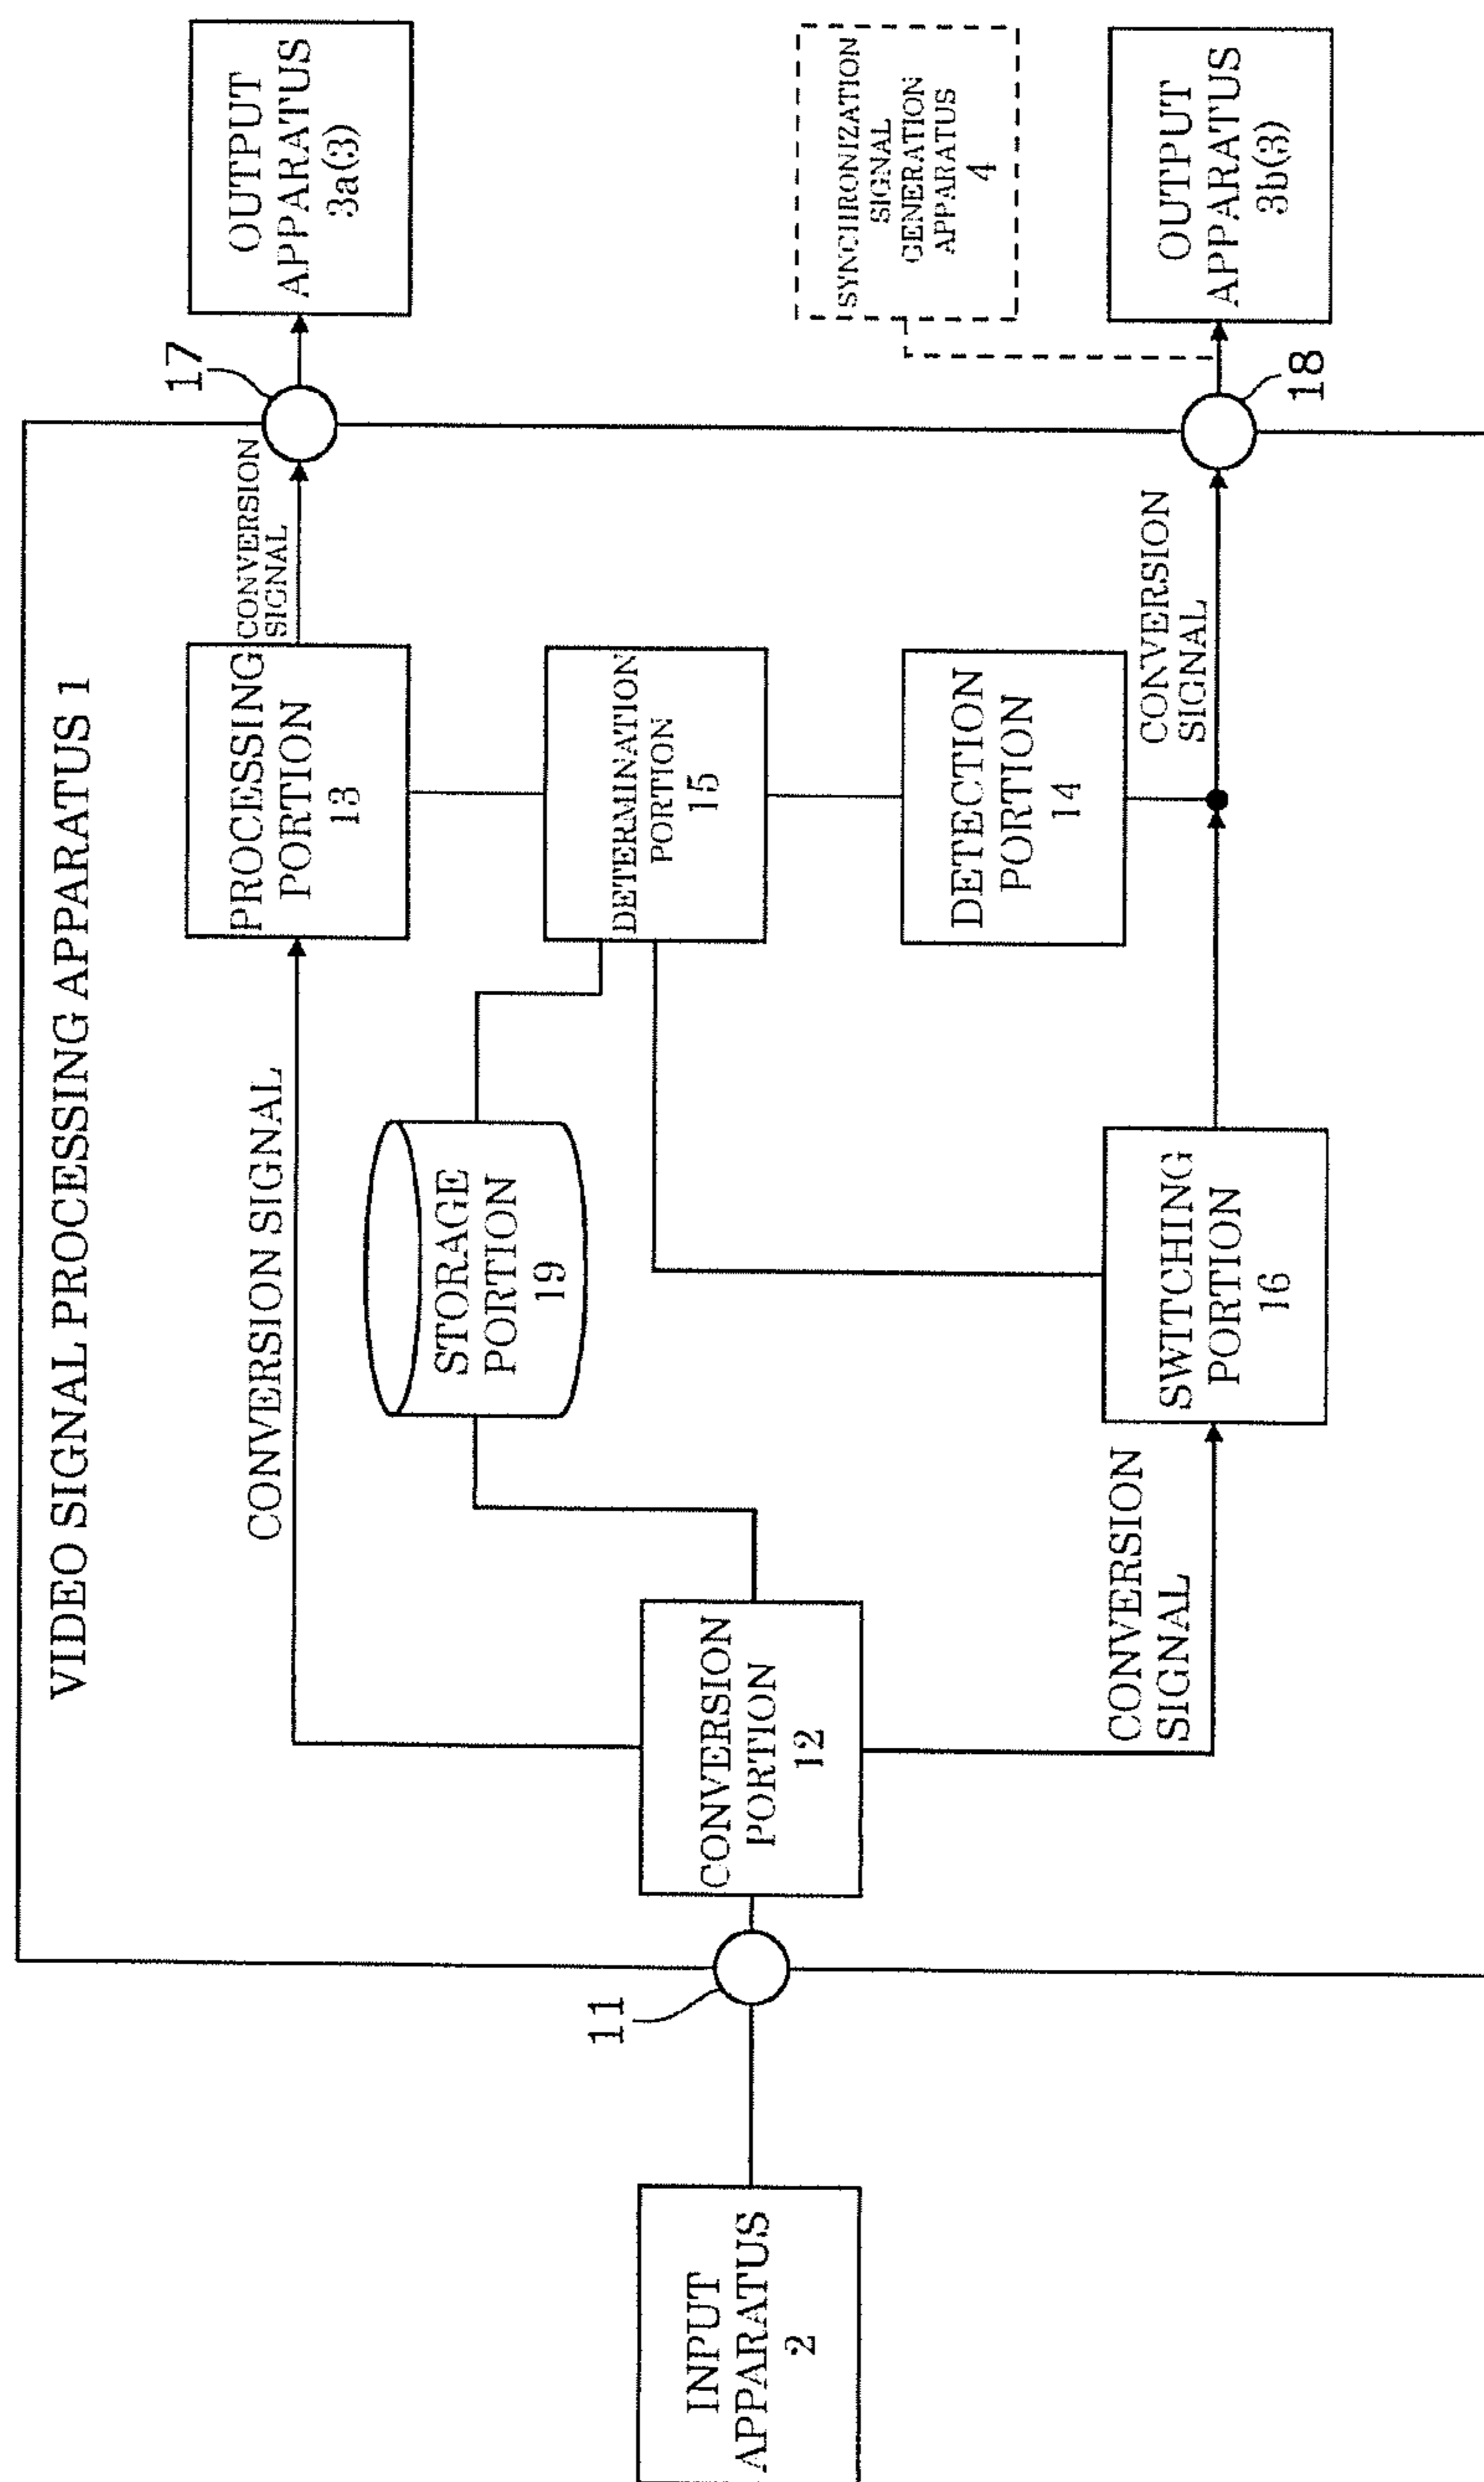 VIDEO SIGNAL PROCESSING APPARATUS 1
INPUT
APPARATUS
2
11
CONVERSION
PORTION
12
CONVERSION SIGNAL
STORAGE
PORTION
19
CONVERSION
SIGNAL
SWITCHING
PORTION
16
PROCESSING
PORTION
13
DETERMINATION
PORTION
15
DETECTION
PORTION
14
CONVERSION
SIGNAL
CONVERSION
SIGNAL
17
18
OUTPUT
APPARATUS
3a(3)
SYNCHRONIZATION
SIGNAL
GENERATION
APPARATUS
4
OUTPUT
APPARATUS
3b(3)